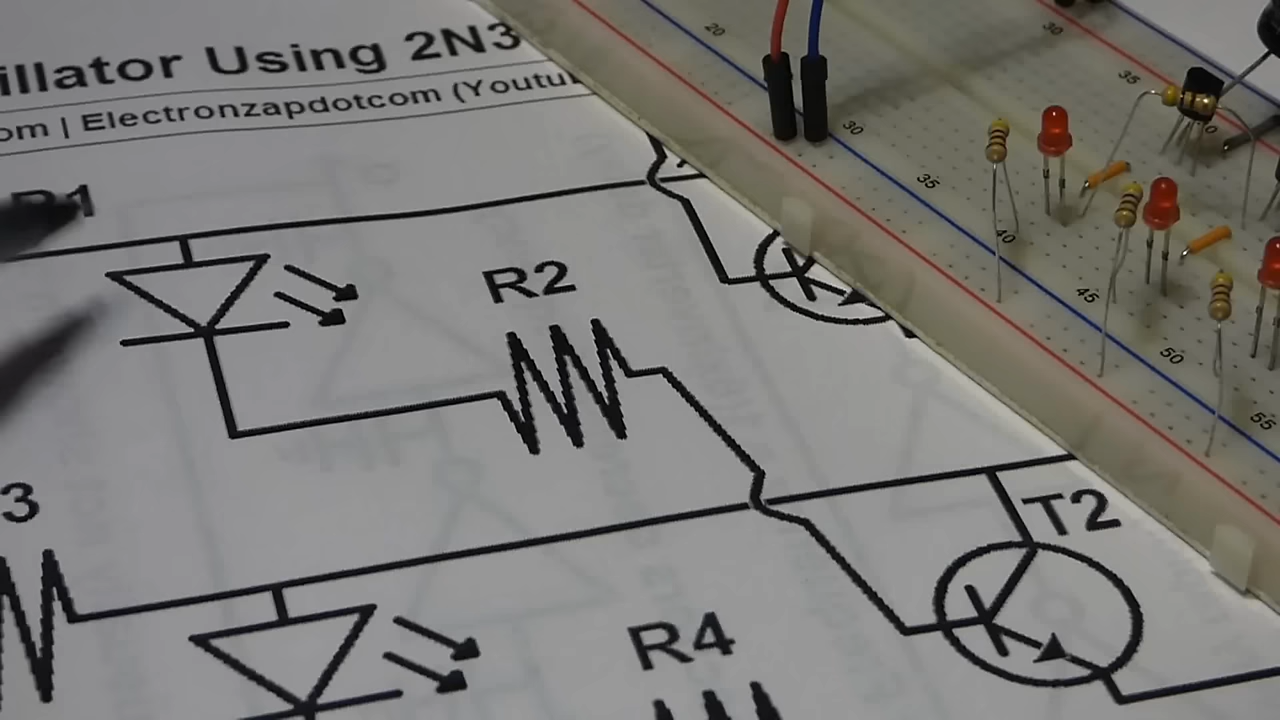 illator Using 2N3
om | Electronzapdotcom (Youtu
R1
R2
3
T2
R4
20
30
35
40
45
50
55
30
35